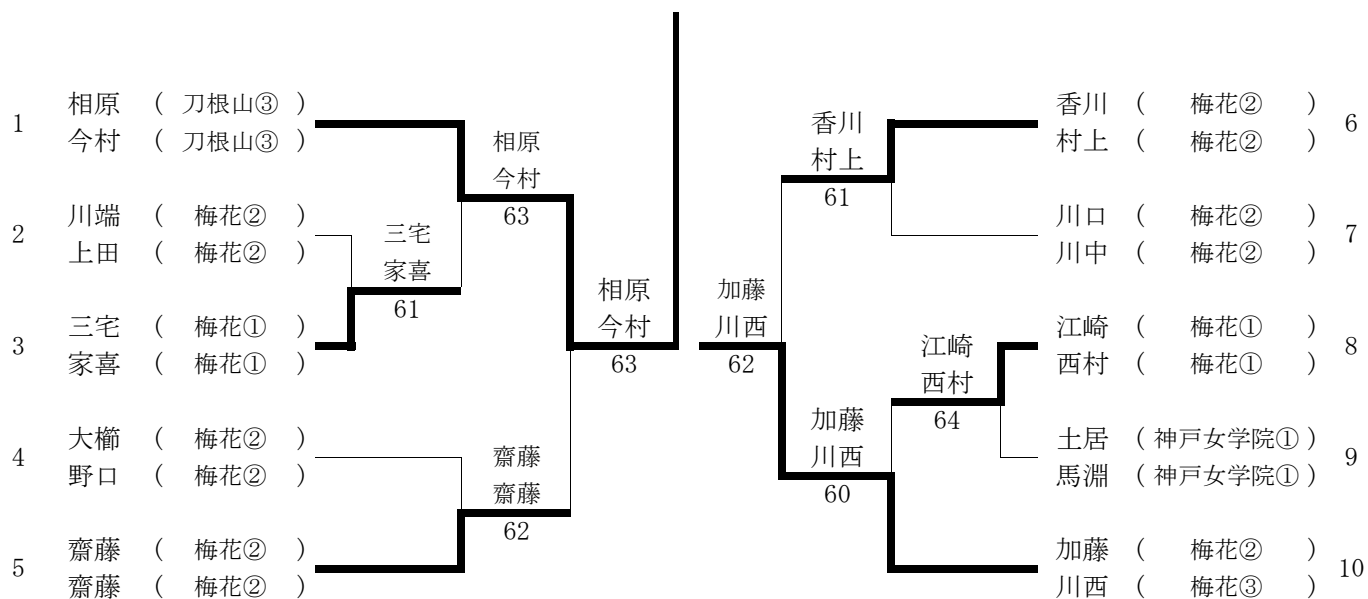 1
相原 ( 刀根山③ )
今村 ( 刀根山③ )
2
川端 ( 梅花② )
上田 ( 梅花② )
3
三宅 ( 梅花① )
家喜 ( 梅花① )
4
大櫛 ( 梅花② )
野口 ( 梅花② )
5
齋藤 ( 梅花② )
齋藤 ( 梅花② )
三宅
家喜
61
相原
今村
63
齋藤
齋藤
62
相原
今村
63
加藤
川西
62
香川
村上
61
加藤
川西
60
江崎
西村
64
香川 ( 梅花② )
村上 ( 梅花② )
6
川口 ( 梅花② )
川中 ( 梅花② )
7
江崎 ( 梅花① )
西村 ( 梅花① )
8
土居 ( 神戸女学院① )
馬淵 ( 神戸女学院① )
9
加藤 ( 梅花② )
川西 ( 梅花③ )
10